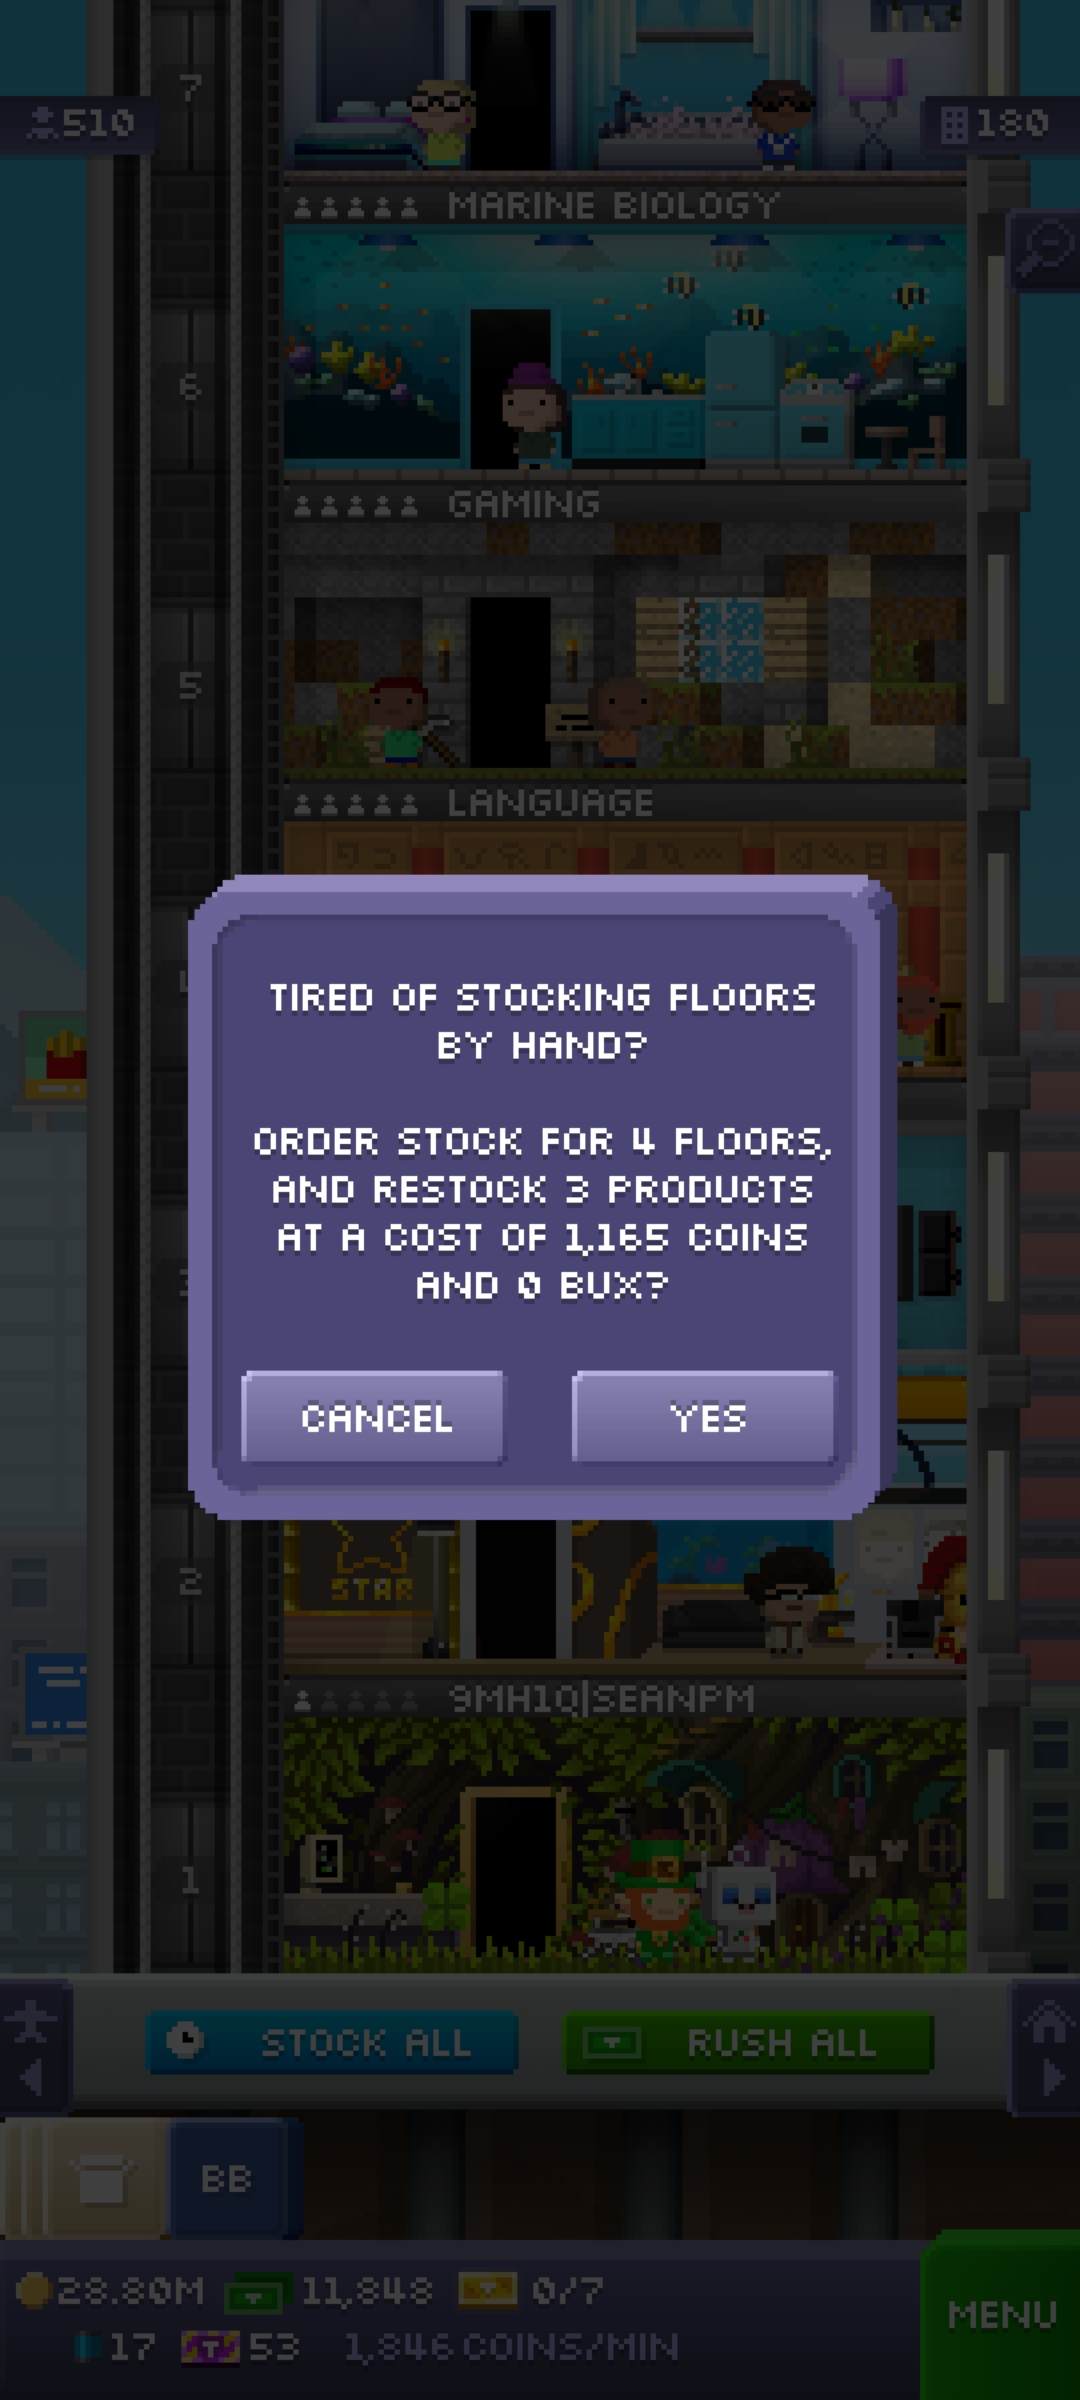 7
510
180
MARINE BIOLOGY
6
GAMING
5
LANGUAGE
TIRED OF STOCKING FLOORS
BY HAND?
ORDER STOCK FOR 4 FLOORS,
AND RESTOCK 3 PRODUCTS
AT A COST OF 1,165 COINS
AND 0 BUX?
CANCEL
YES
2
STAR
9MH1Q|SEANPM
1
STOCK ALL
RUSH ALL
BB
28.80M
11,848
0/7
17
53
1,846 COINS/MIN
MENU